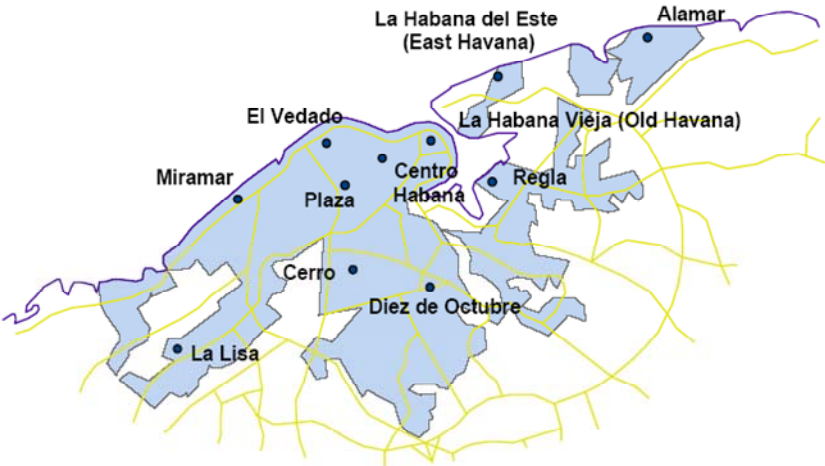 Alamar
La Habana del Este
(East Havana)
El Vedado
La Habana Vieja (Old Havana)
Miramar
Centro
Habana
Regla
Plaza
Cerro
Diez de Octubre
La Lisa